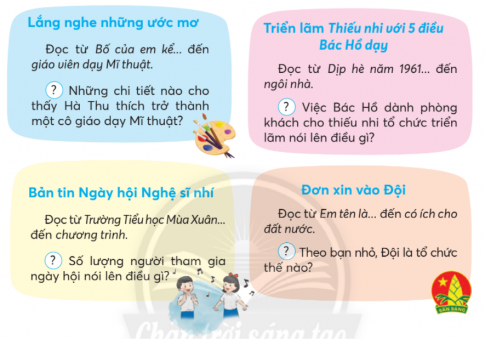 Lắng nghe những ước mơ
Đọc từ Bố của em kể... đến
giáo viên dạy Mĩ thuật.
? Những chi tiết nào cho
thấy Hà Thu thích trở thành
một cô giáo dạy Mĩ thuật?
Triển lãm Thiếu nhi với 5 điều
Bác Hồ dạy
Đọc từ Dịp hè năm 1961... đến
ngôi nhà.
? Việc Bác Hồ dành phòng
khách cho thiếu nhi tổ chức triển
lãm nói lên điều gì?
Bản tin Ngày hội Nghệ sĩ nhí
Đọc từ Trường Tiểu học Mùa Xuân...
đến chương trình.
? Số lượng người tham gia
ngày hội nói lên điều gì?
Đơn xin vào Đội
Đọc từ Em tên là... đến có ích cho
đất nước.
? Theo bạn nhỏ, Đội là tổ chức
thế nào?
SẴN SÀNG
Chân trời sáng tạo